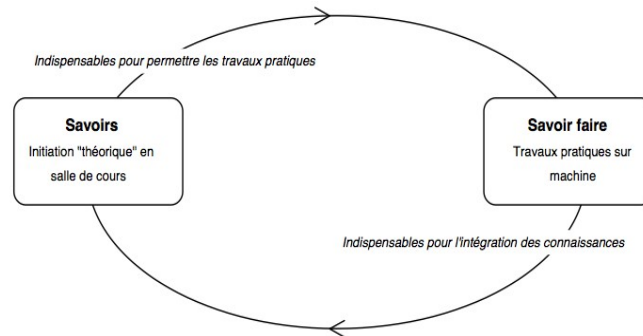 Indispensables pour permettre les travaux pratiques
Savoirs
Initiation "théorique" en
salle de cours
Savoir faire
Travaux pratiques sur
machine
Indispensables pour l'intégration des connaissances